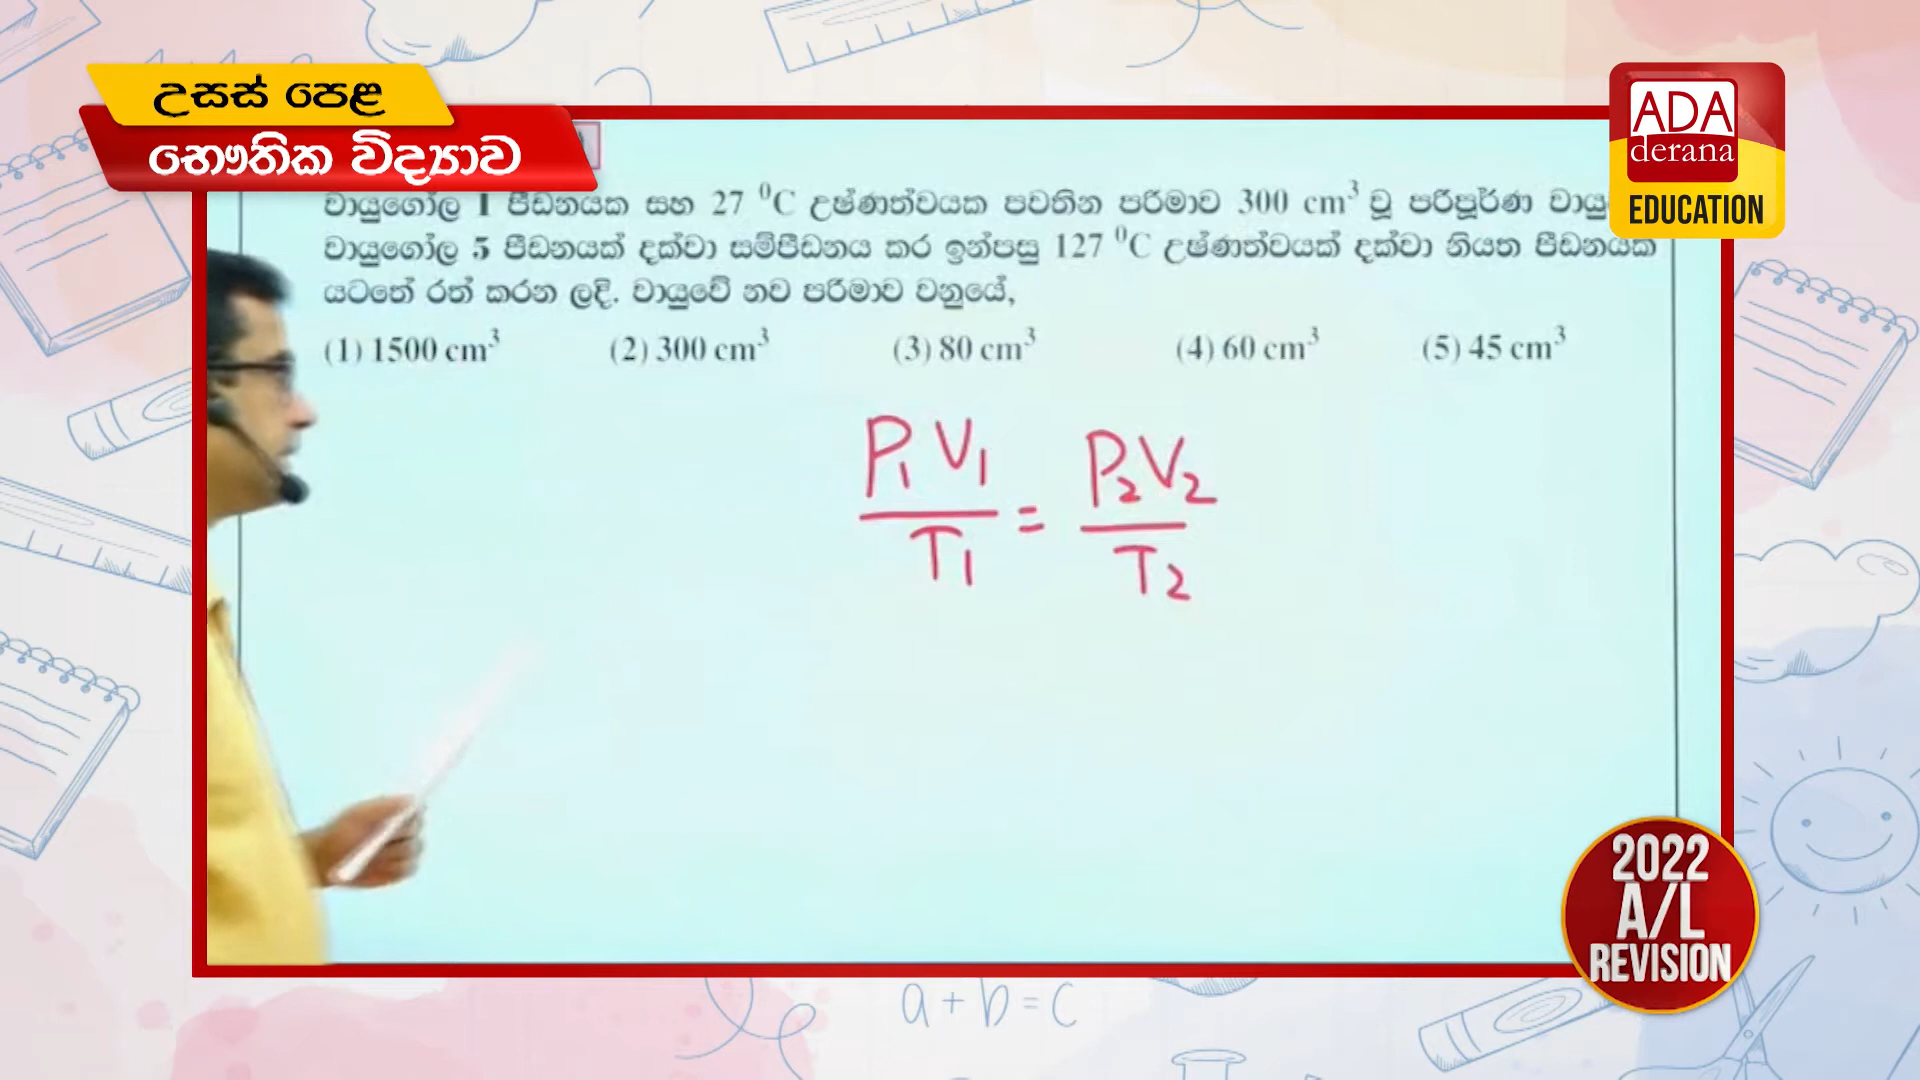 උසස් පෙළ
භෞතික විද්‍යාව
ADA
derana
EDUCATION
වායුගෝල 1 පීඩනයක සහ 27 ⁰C උෂ්ණත්වයක පවතින පරිමාව 300 cm³ වූ පරිපූර්ණ
වායුගෝල 5 පීඩනයක් දක්වා සම්පීඩනය කර ඉන්පසු 127 ⁰C උෂ්ණත්වයක් දක්වා නියත පීඩනයක්
යටතේ රත් කරන ලදි. වායුවේ නව පරිමාව වනුයේ,
(1) 1500 cm³ (2) 300 cm³ (3) 80 cm³ (4) 60 cm³ (5) 45 cm³
P₁V₁/T₁ = P₂V₂/T₂
2022
A/L
REVISION
a + b = c